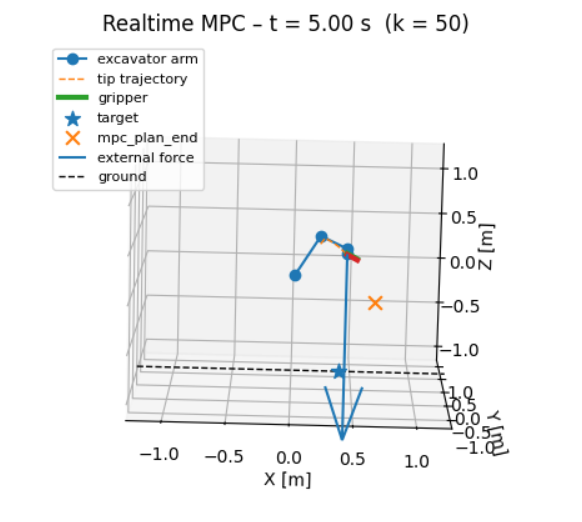 Realtime MPC – t = 5.00 s  (k = 50)
excavator arm
tip trajectory
gripper
target
mpc_plan_end
external force
ground
1.0
0.5
0.0
−0.5
−1.0
Z [m]
1.0
0.5
0.0
−0.5
−1.0
Y [m]
−1.0
−0.5
0.0
0.5
1.0
X [m]